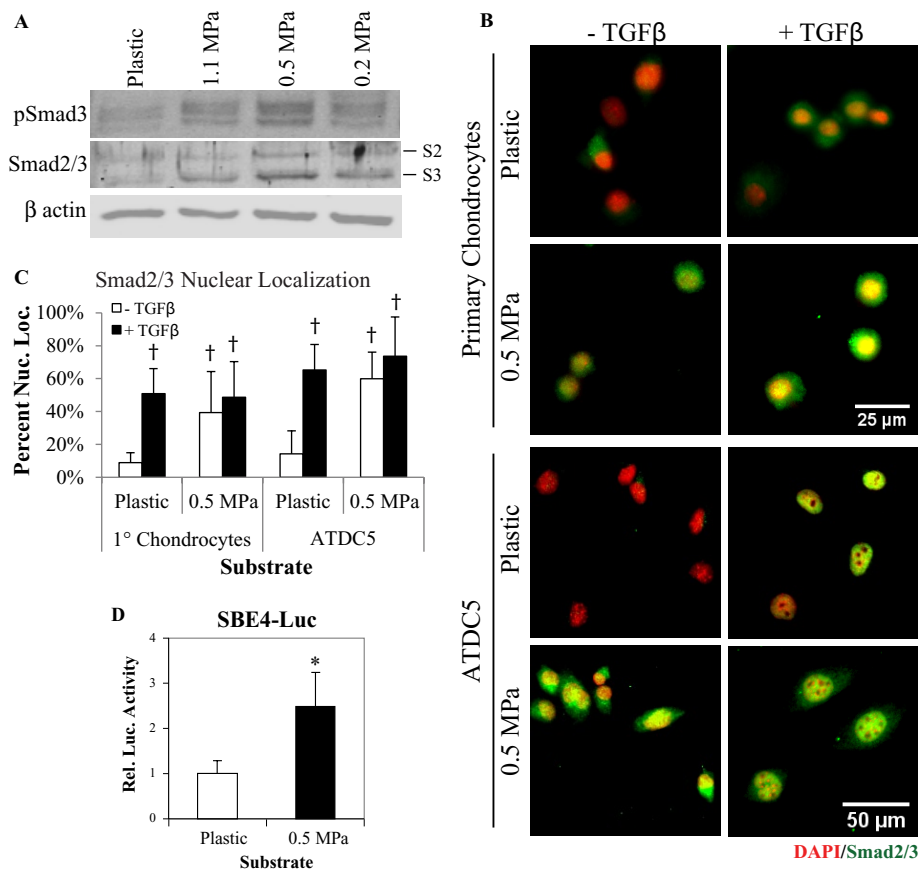 A
Plastic
1.1 MPa
0.5 MPa
0.2 MPa
pSmad3
Smad2/3
– S2
– S3
β actin
B
- TGFβ
+ TGFβ
Primary Chondrocytes
Plastic
0.5 MPa
25 µm
ATDC5
Plastic
0.5 MPa
50 µm
DAPI/Smad2/3
C
Smad2/3 Nuclear Localization
- TGFβ
+ TGFβ
Percent Nuc. Loc.
100%
80%
60%
40%
20%
0%
† † † † † †
Plastic 0.5 MPa Plastic 0.5 MPa
1° Chondrocytes ATDC5
Substrate
D
SBE4-Luc
Rel. Luc. Activity
4
3
2
1
0
*
Plastic 0.5 MPa
Substrate